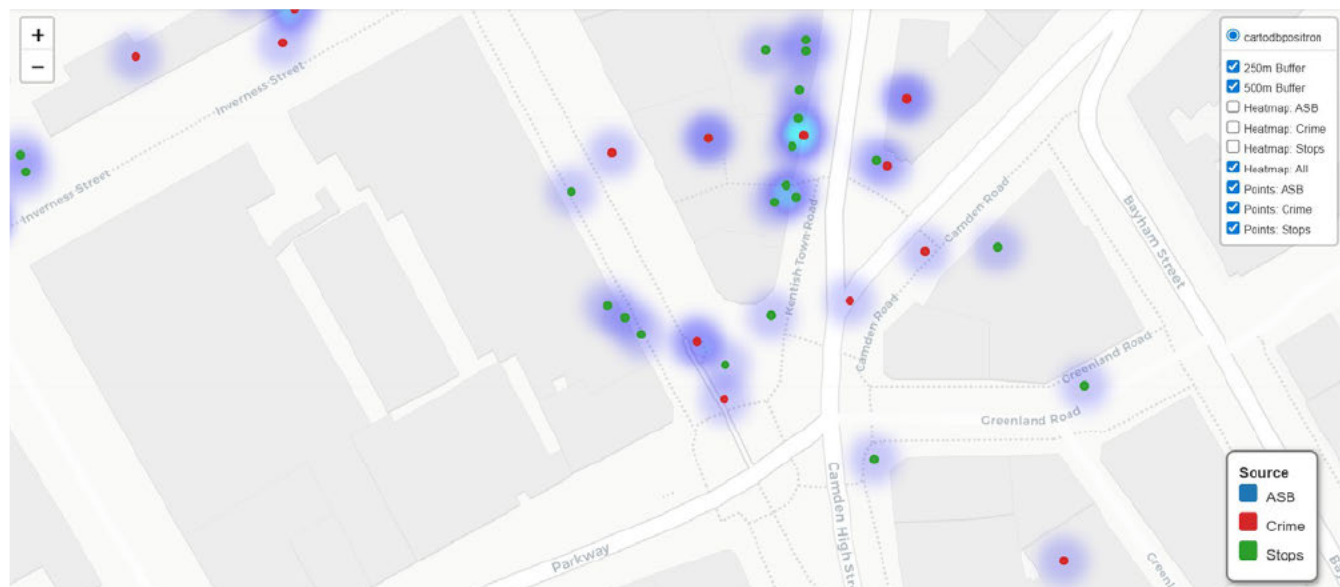 +
−
Inverness Street
Inverness Street
Kentish Town Road
Camden Road
Camden Road
Bayham Street
Greenland Road
Greenland Road
Camden High Str
Parkway
cartodbpositron
250m Buffer
500m Buffer
Heatmap: ASB
Heatmap: Crime
Heatmap: Stops
Heatmap: All
Points: ASB
Points: Crime
Points: Stops
Source
ASB
Crime
Stops